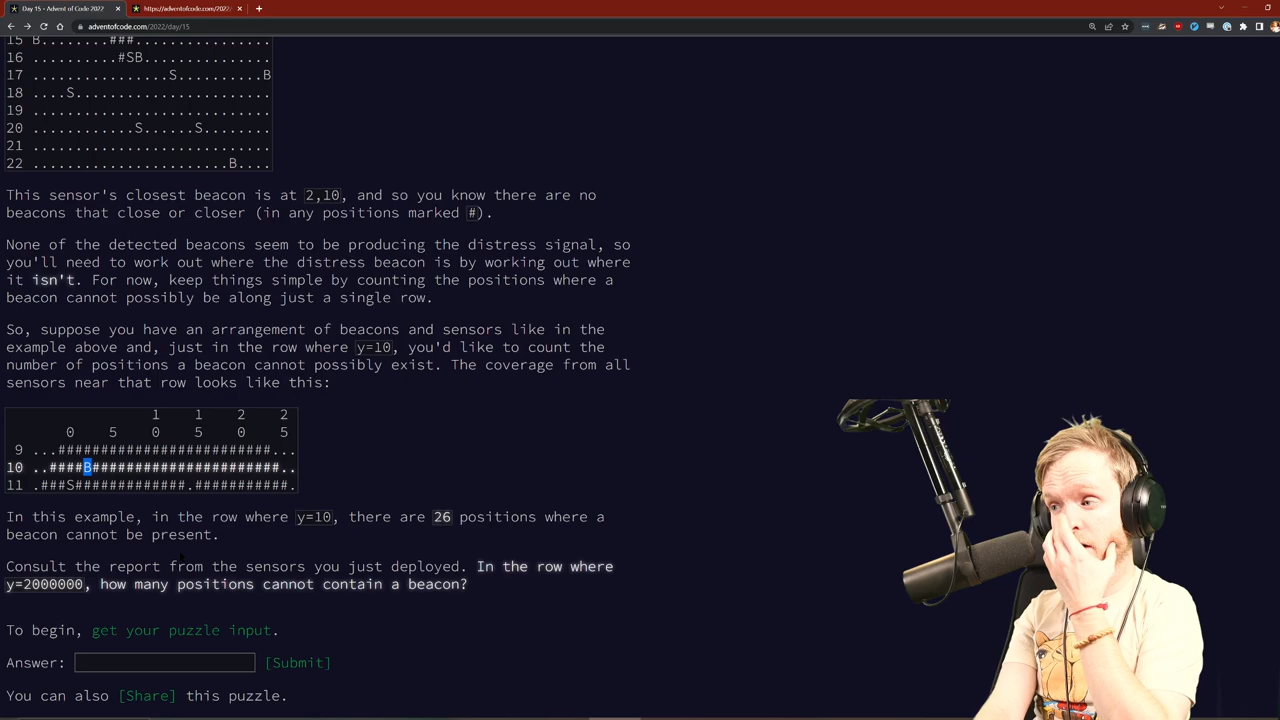 Day 15 - Advent of Code 2022
https://adventofcode.com/2022/
adventofcode.com/2022/day/15
15 B........###.................
16 ..........#SB...............
17 ................S..........B
18 ....S.......................
19 ............................
20 ............S......S........
21 ............................
22 .......................B....
This sensor's closest beacon is at 2,10, and so you know there are no
beacons that close or closer (in any positions marked #).
None of the detected beacons seem to be producing the distress signal, so
you'll need to work out where the distress beacon is by working out where
it isn't. For now, keep things simple by counting the positions where a
beacon cannot possibly be along just a single row.
So, suppose you have an arrangement of beacons and sensors like in the
example above and, just in the row where y=10, you'd like to count the
number of positions a beacon cannot possibly exist. The coverage from all
sensors near that row looks like this:
1 1 2 2
0 5 0 5 0 5
9 ...#########################...
10 ..####B######################..
11 .###S#############.###########.
In this example, in the row where y=10, there are 26 positions where a
beacon cannot be present.
Consult the report from the sensors you just deployed. In the row where
y=2000000, how many positions cannot contain a beacon?
To begin, get your puzzle input.
Answer: [Submit]
You can also [Share] this puzzle.